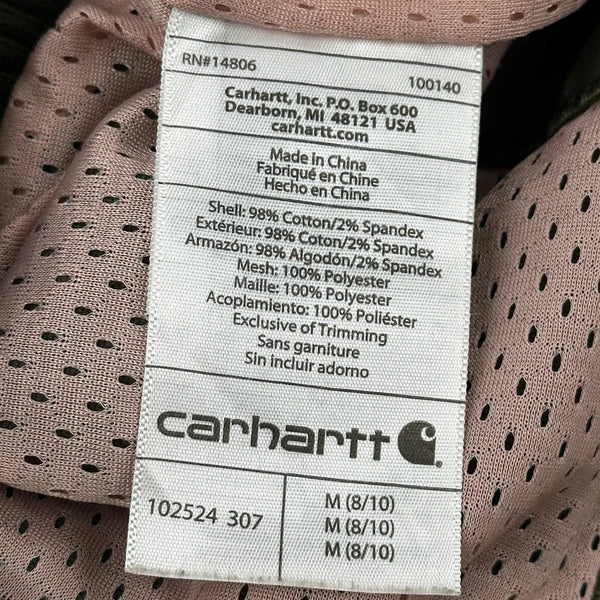 RN#14806 100140
Carhartt, Inc. P.O. Box 600
Dearborn, MI 48121 USA
carhartt.com
Made in China
Fabriqué en Chine
Hecho en China
Shell: 98% Cotton/2% Spandex
Extérieur: 98% Coton/2% Spandex
Armazón: 98% Algodón/2% Spandex
Mesh: 100% Polyester
Maille: 100% Polyester
Acoplamiento: 100% Poliéster
Exclusive of Trimming
Sans garniture
Sin incluir adorno
carhartt
102524 307
M (8/10)
M (8/10)
M (8/10)